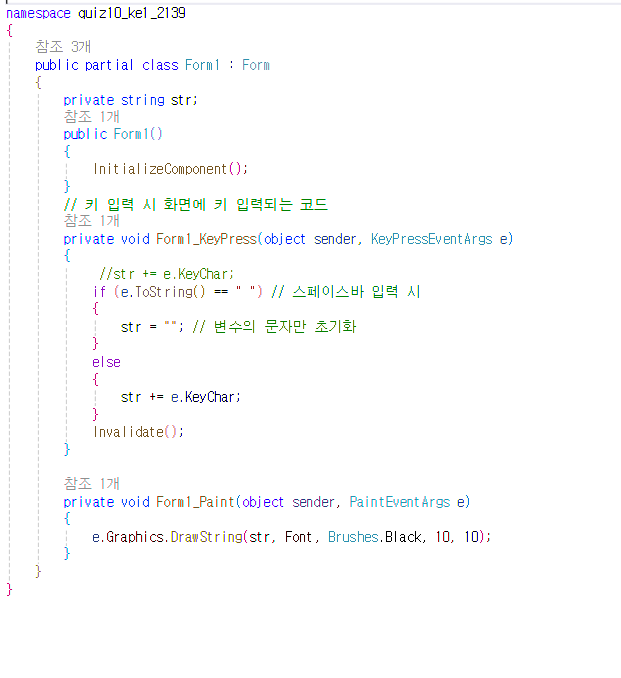 namespace quiz10_ke1_2139
{
참조 3개
public partial class Form1 : Form
{
private string str;
참조 1개
public Form1()
{
InitializeComponent();
}
// 키 입력 시 화면에 키 입력되는 코드
참조 1개
private void Form1_KeyPress(object sender, KeyPressEventArgs e)
{
//str += e.KeyChar;
if (e.ToString() == " ") // 스페이스바 입력 시
{
str = ""; // 변수의 문자만 초기화
}
else
{
str += e.KeyChar;
}
Invalidate();
}
참조 1개
private void Form1_Paint(object sender, PaintEventArgs e)
{
e.Graphics.DrawString(str, Font, Brushes.Black, 10, 10);
}
}
}